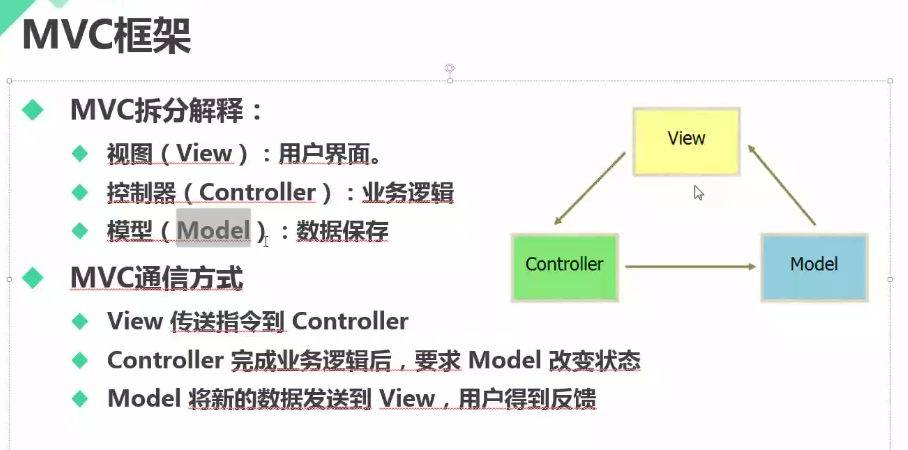 MVC框架
MVC拆分解释：
视图（View）：用户界面。
控制器（Controller）：业务逻辑
模型（Model）：数据保存
MVC通信方式
View 传送指令到 Controller
Controller 完成业务逻辑后，要求 Model 改变状态
Model 将新的数据发送到 View，用户得到反馈
View
Controller
Model